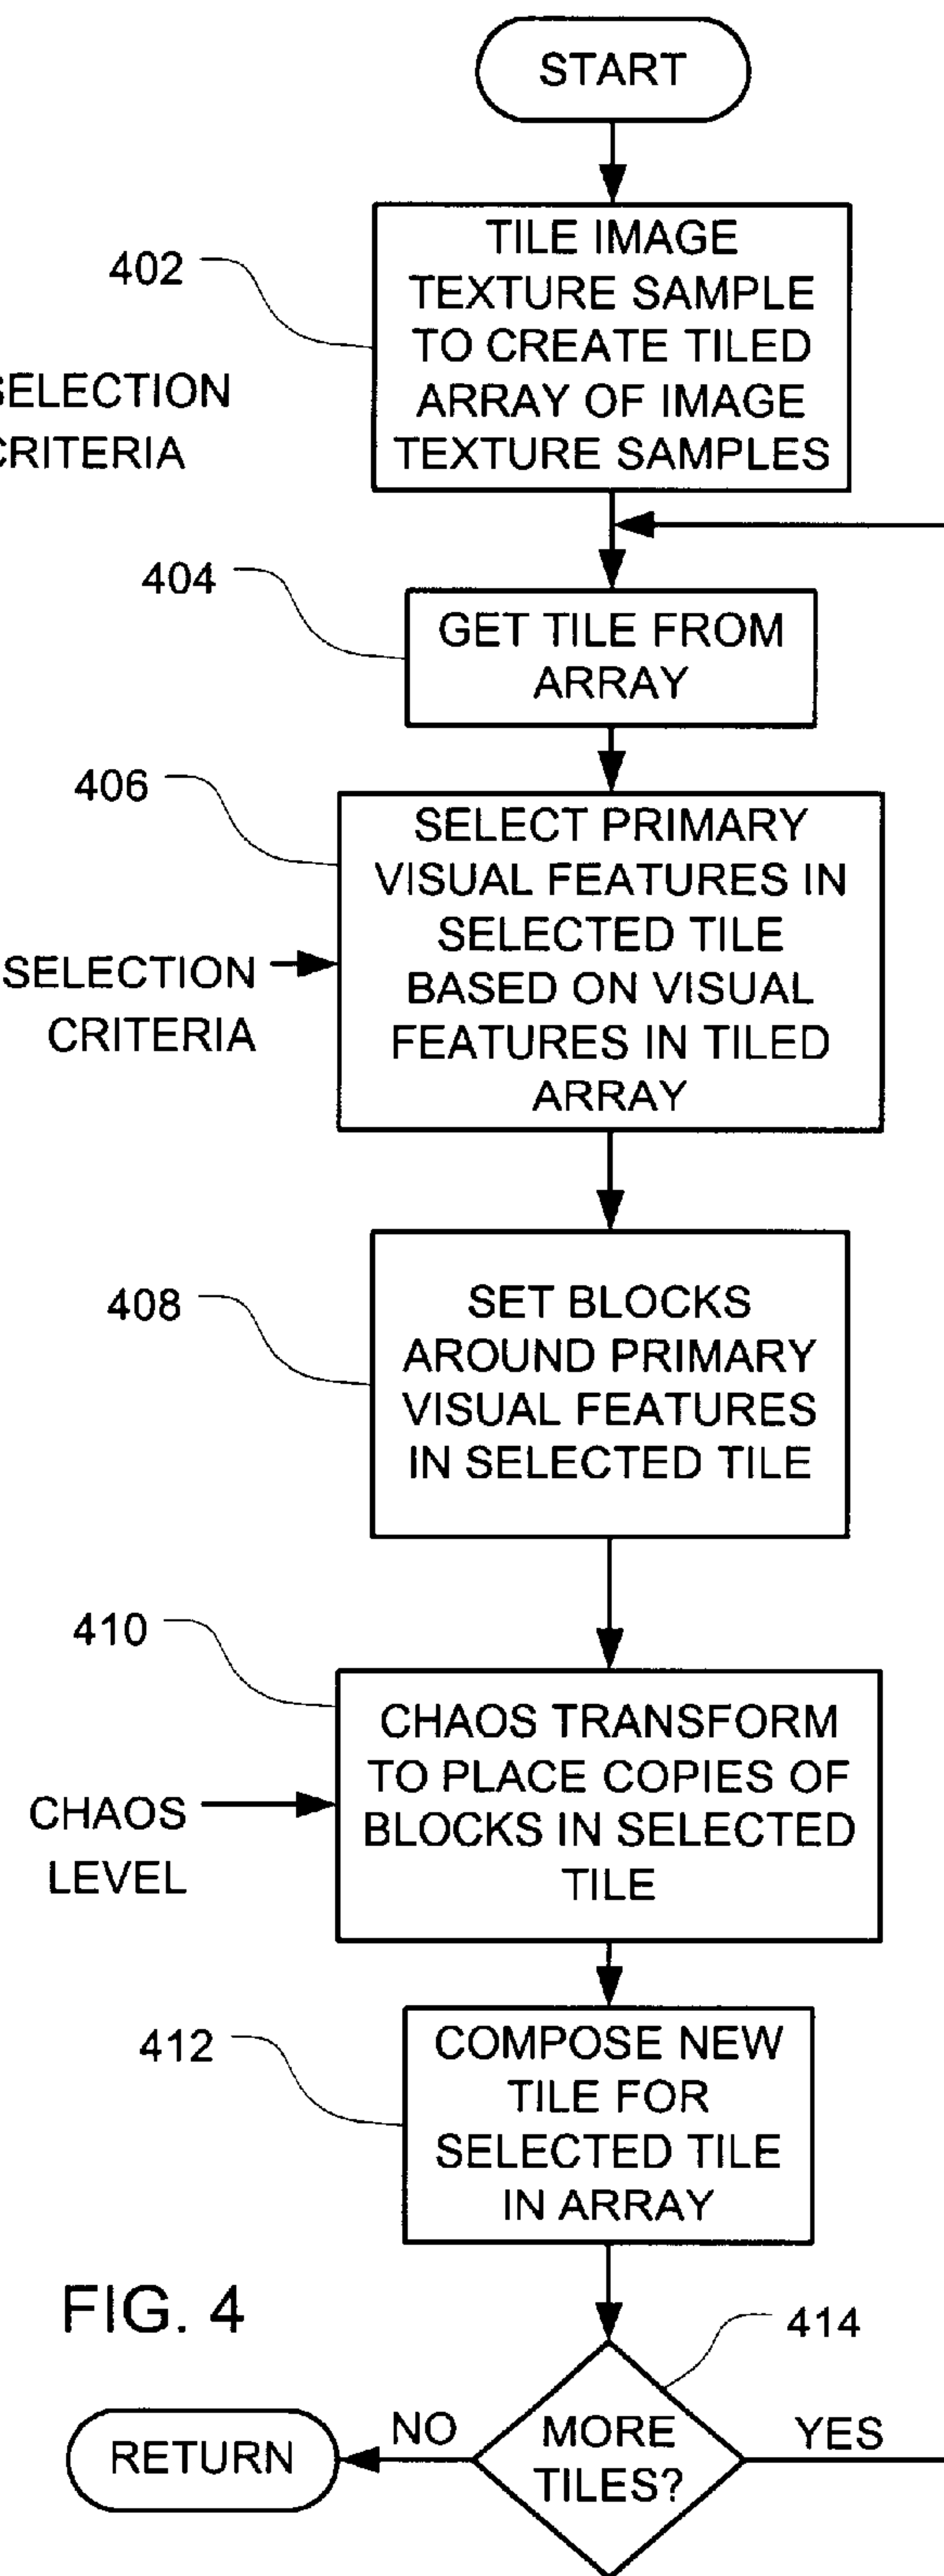 START
402
TILE IMAGE
TEXTURE SAMPLE
TO CREATE TILED
ARRAY OF IMAGE
TEXTURE SAMPLES
ELECTION
CRITERIA
404
GET TILE FROM
ARRAY
406
SELECT PRIMARY
VISUAL FEATURES IN
SELECTED TILE
BASED ON VISUAL
FEATURES IN TILED
ARRAY
SELECTION
CRITERIA
408
SET BLOCKS
AROUND PRIMARY
VISUAL FEATURES
IN SELECTED TILE
410
CHAOS TRANSFORM
TO PLACE COPIES OF
BLOCKS IN SELECTED
TILE
CHAOS
LEVEL
412
COMPOSE NEW
TILE FOR
SELECTED TILE
IN ARRAY
FIG. 4
414
MORE
TILES?
NO
YES
RETURN